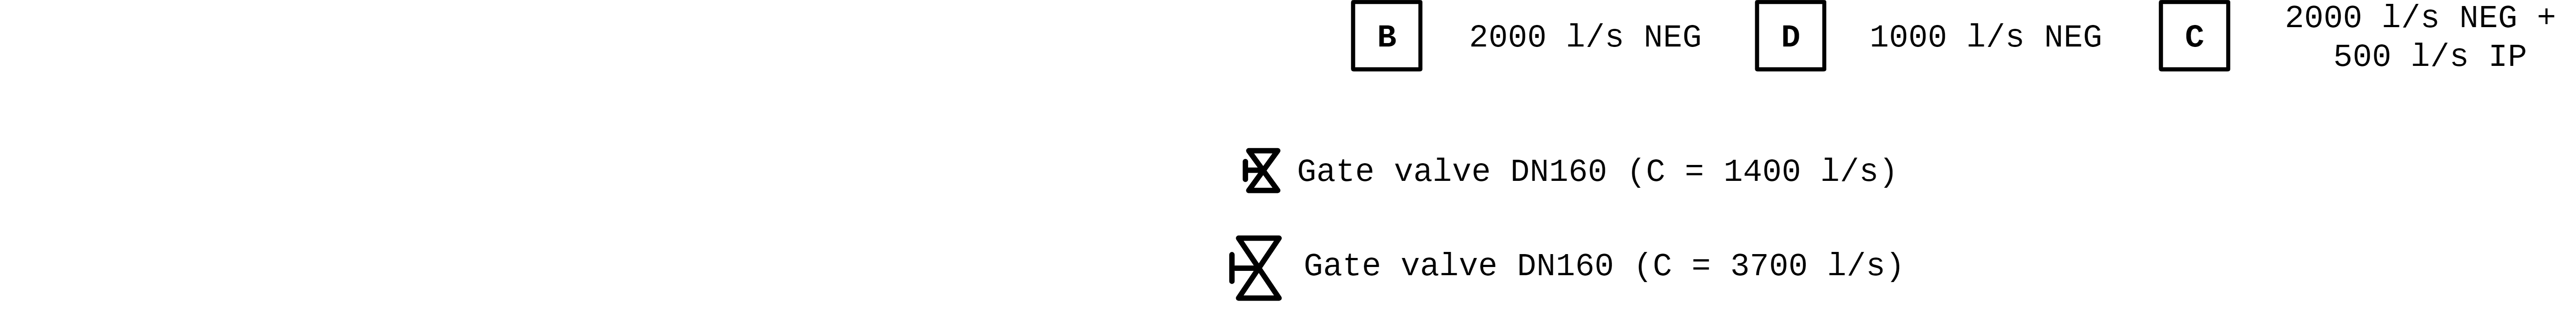 B 2000 l/s NEG D 1000 l/s NEG C 2000 l/s NEG +
500 l/s IP
Gate valve DN160 (C = 1400 l/s)
Gate valve DN160 (C = 3700 l/s)